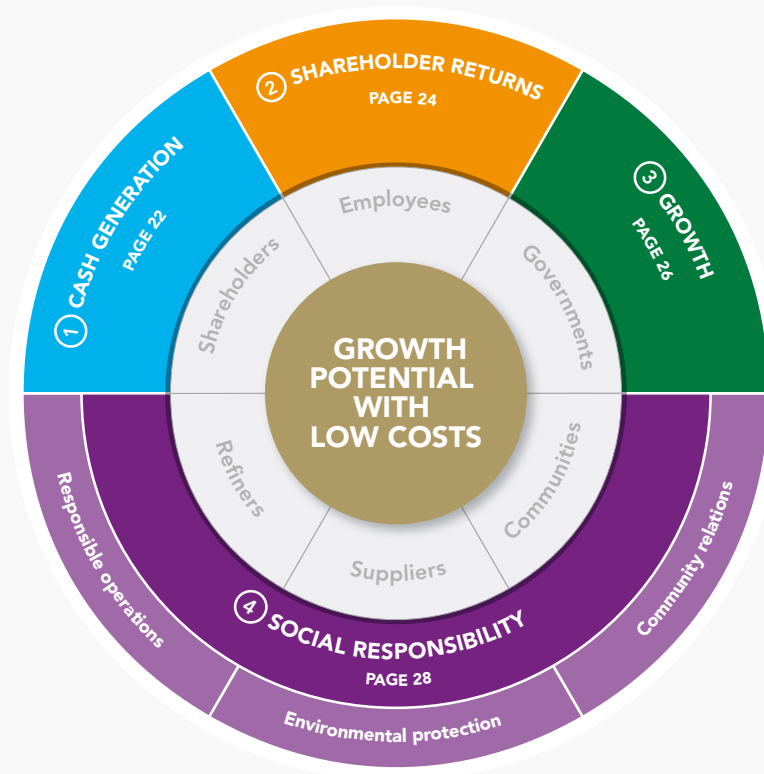 1 CASH GENERATION
PAGE 22
2 SHAREHOLDER RETURNS
PAGE 24
3 GROWTH
PAGE 26
Shareholders
Employees
Governments
GROWTH
POTENTIAL
WITH
LOW COSTS
Refiners
Suppliers
Communities
4 SOCIAL RESPONSIBILITY
PAGE 28
Responsible operations
Environmental protection
Community relations